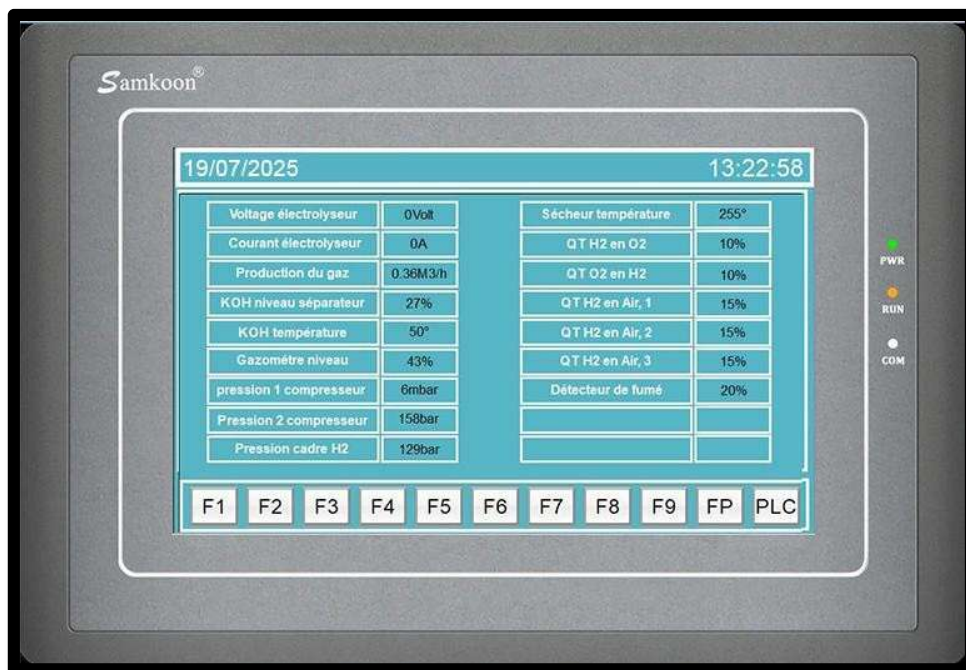 Samkoon®
19/07/2025 13:22:58
Voltage électrolyseur 0Volt
Courant électrolyseur 0A
Production du gaz 0.36M3/h
KOH niveau séparateur 27%
KOH température 50°
Gazométre niveau 43%
pression 1 compresseur 6mbar
Pression 2 compresseur 158bar
Pression cadre H2 129bar
Sécheur température 255°
QT H2 en O2 10%
QT O2 en H2 10%
QT H2 en Air, 1 15%
QT H2 en Air, 2 15%
QT H2 en Air, 3 15%
Détecteur de fumé 20%
F1 F2 F3 F4 F5 F6 F7 F8 F9 FP PLC
PWR
RUN
COM